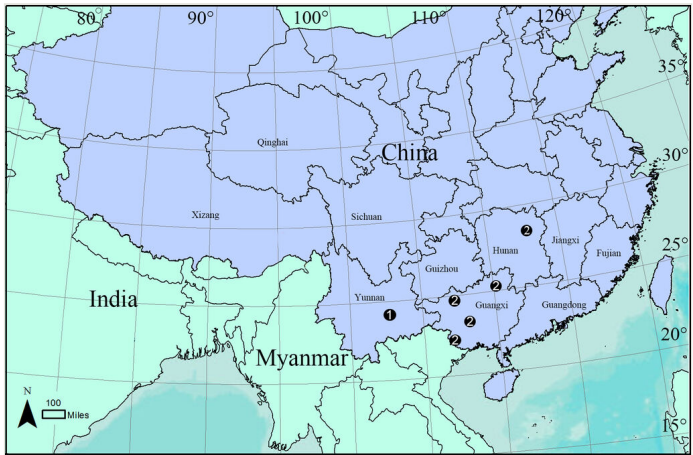 80°
90°
100°
110°
120°
35°
30°
25°
20°
15°
Qinghai
China
Xizang
Sichuan
2
Hunan
Jiangxi
Fujian
Guizhou
India
Yunnan
2
2
Guangxi
Guangdong
1
2
2
Myanmar
N
100
Miles